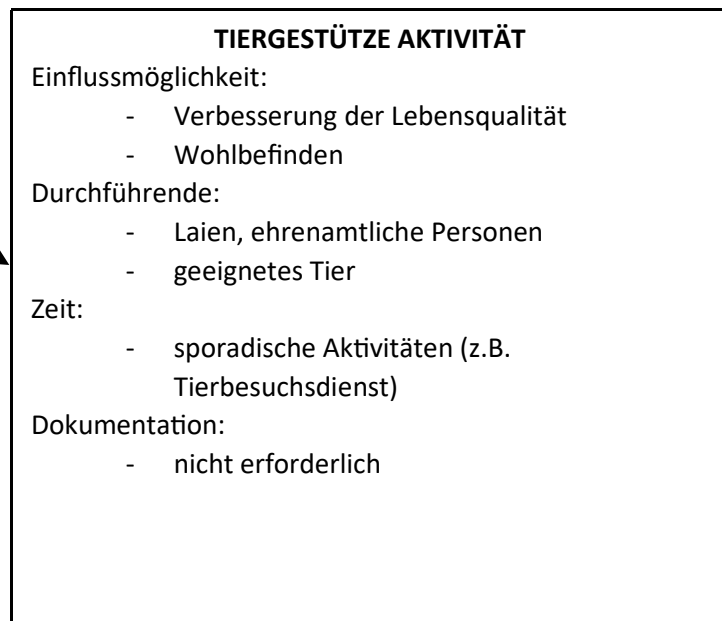 TIERGESTÜTZE AKTIVITÄT
Einflussmöglichkeit:
- Verbesserung der Lebensqualität
- Wohlbefinden
Durchführende:
- Laien, ehrenamtliche Personen
- geeignetes Tier
Zeit:
- sporadische Aktivitäten (z.B.
Tierbesuchsdienst)
Dokumentation:
- nicht erforderlich